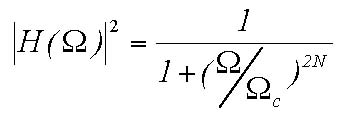 |H(Ω)|² = 1 / (1+(Ω/Ω_c)^{2N})